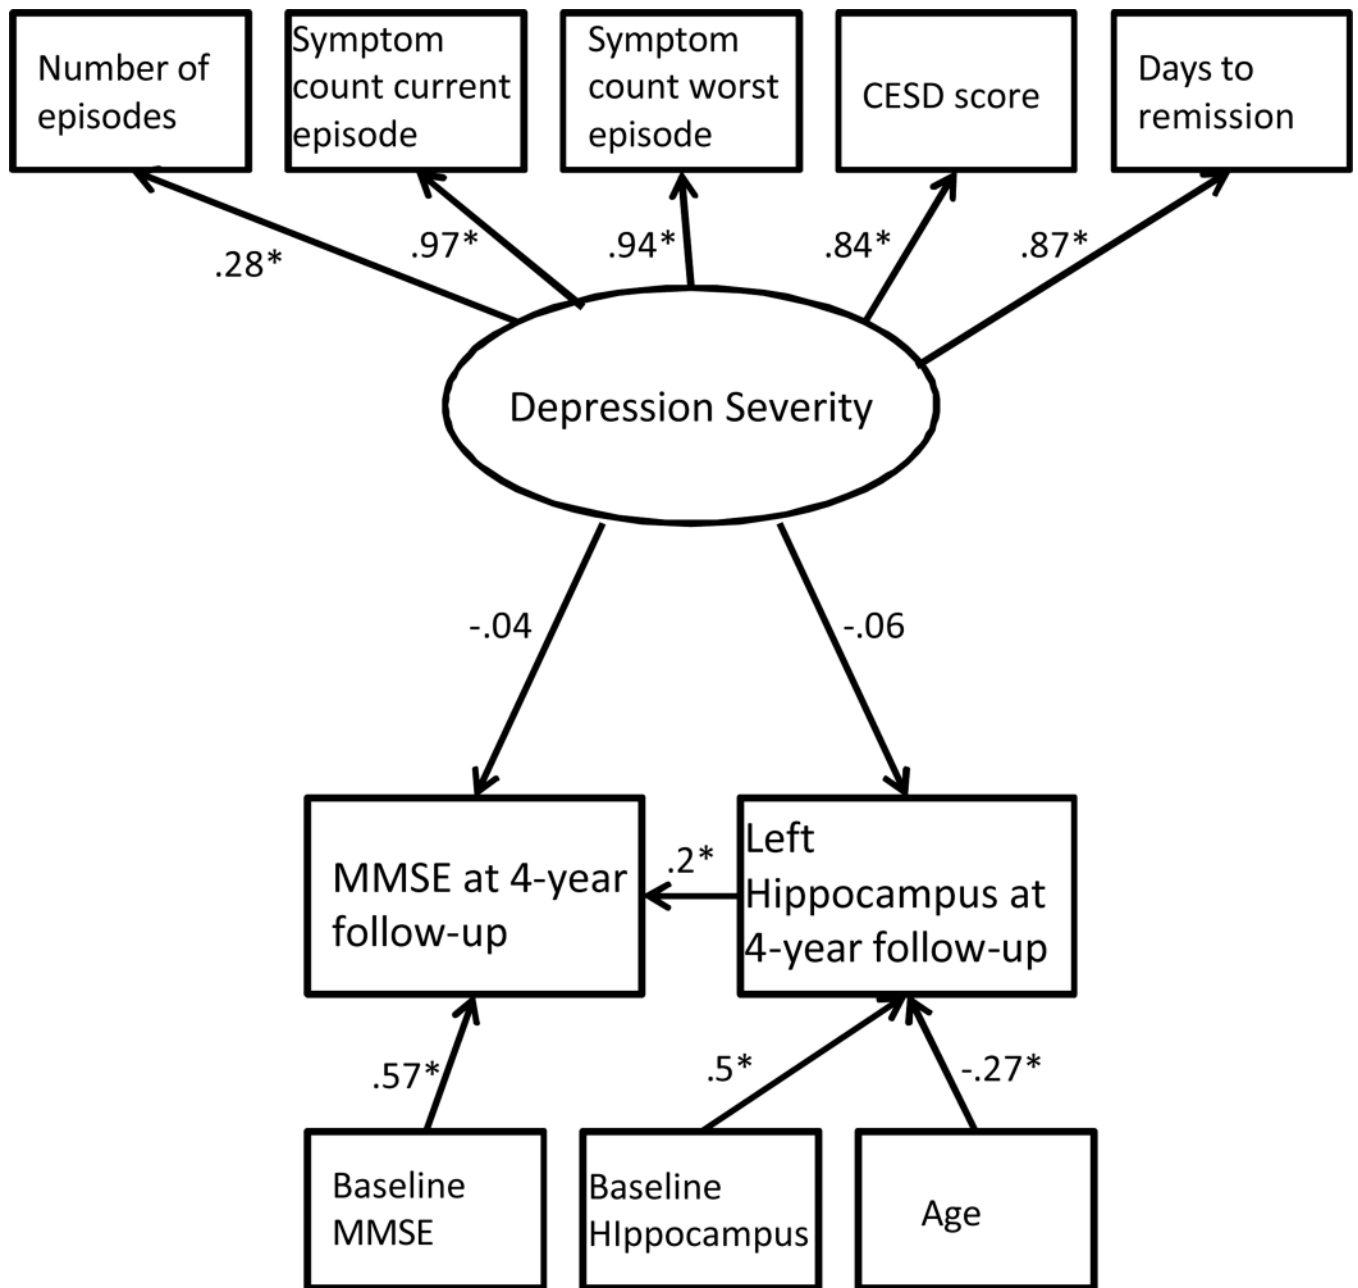 Number of
episodes
Symptom
count current
episode
Symptom
count worst
episode
CESD score
Days to
remission
.28*
.97*
.94*
.84*
.87*
Depression Severity
-.04
-.06
MMSE at 4-year
follow-up
.2*
Left
Hippocampus at
4-year follow-up
.57*
.5*
-.27*
Baseline
MMSE
Baseline
HIppocampus
Age